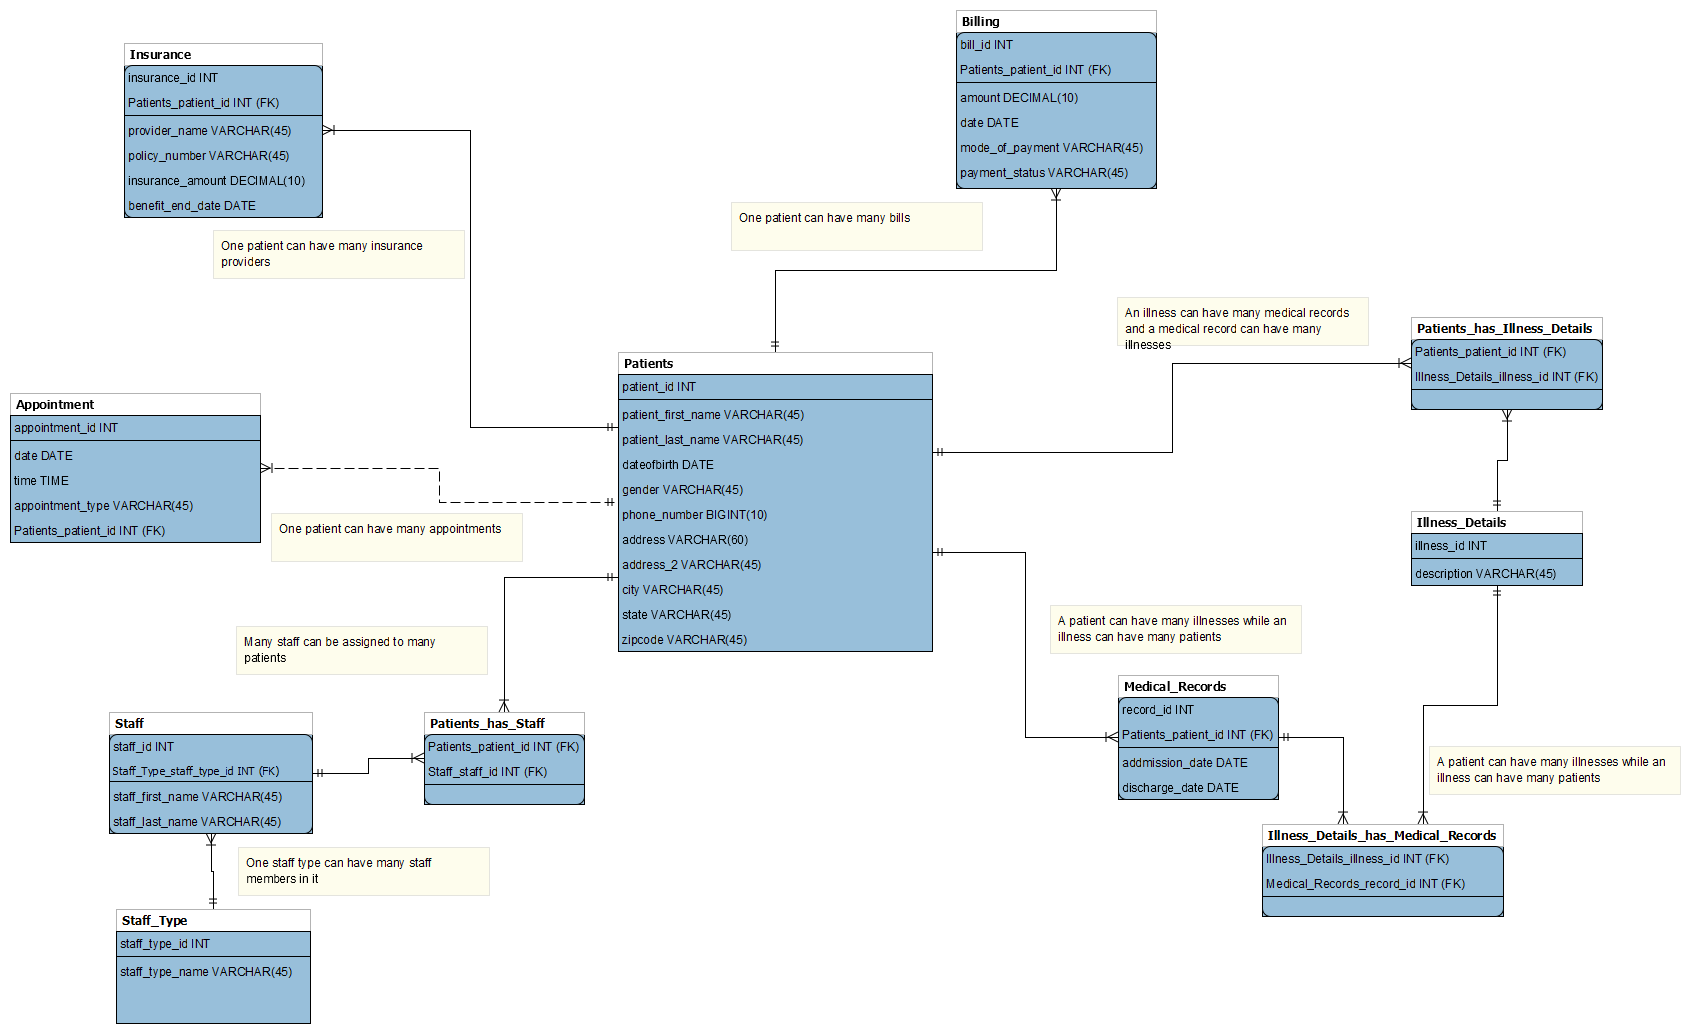 Billing
bill_id INT
Patients_patient_id INT (FK)
amount DECIMAL(10)
date DATE
mode_of_payment VARCHAR(45)
payment_status VARCHAR(45)
Insurance
insurance_id INT
Patients_patient_id INT (FK)
provider_name VARCHAR(45)
policy_number VARCHAR(45)
insurance_amount DECIMAL(10)
benefit_end_date DATE
One patient can have many bills
One patient can have many insurance
providers
An illness can have many medical records
and a medical record can have many
illnesses
Patients_has_Illness_Details
Patients_patient_id INT (FK)
Illness_Details_illness_id INT (FK)
Patients
patient_id INT
patient_first_name VARCHAR(45)
patient_last_name VARCHAR(45)
dateofbirth DATE
gender VARCHAR(45)
phone_number BIGINT(10)
address VARCHAR(60)
address_2 VARCHAR(45)
city VARCHAR(45)
state VARCHAR(45)
zipcode VARCHAR(45)
Appointment
appointment_id INT
date DATE
time TIME
appointment_type VARCHAR(45)
Patients_patient_id INT (FK)
One patient can have many appointments
Illness_Details
illness_id INT
description VARCHAR(45)
A patient can have many illnesses while an
illness can have many patients
Many staff can be assigned to many
patients
Medical_Records
record_id INT
Patients_patient_id INT (FK)
addmission_date DATE
discharge_date DATE
Staff
staff_id INT
Staff_Type_staff_type_id INT (FK)
staff_first_name VARCHAR(45)
staff_last_name VARCHAR(45)
Patients_has_Staff
Patients_patient_id INT (FK)
Staff_staff_id INT (FK)
A patient can have many illnesses while an
illness can have many patients
Illness_Details_has_Medical_Records
Illness_Details_illness_id INT (FK)
Medical_Records_record_id INT (FK)
One staff type can have many staff
members in it
Staff_Type
staff_type_id INT
staff_type_name VARCHAR(45)